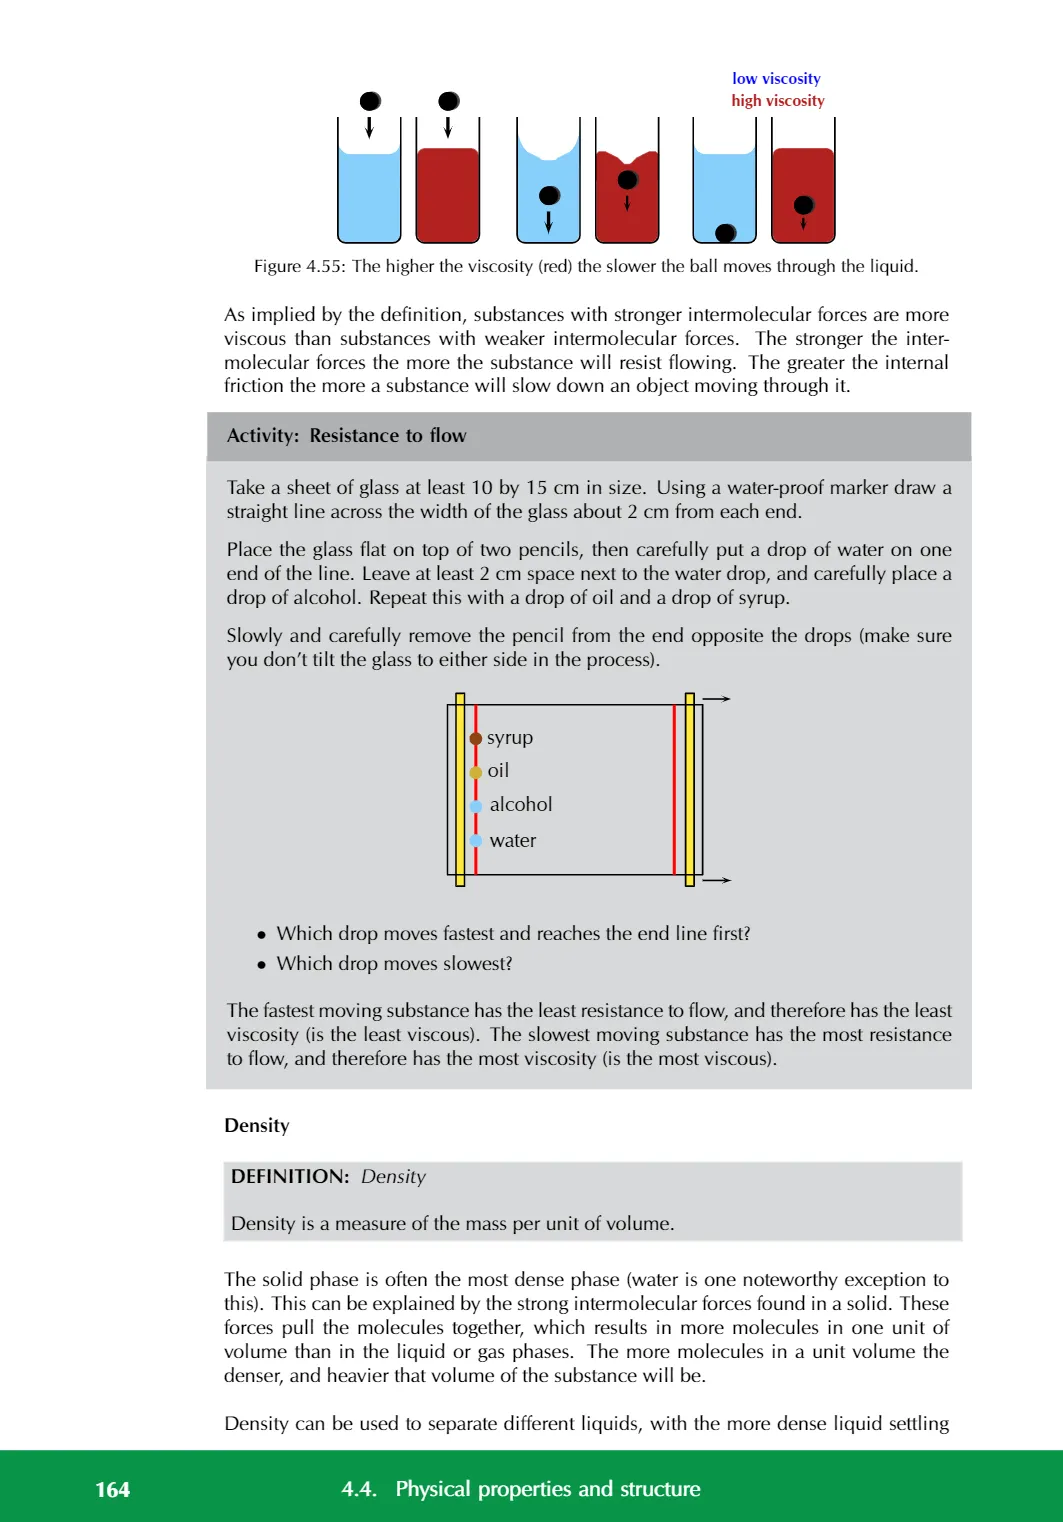 low viscosity
high viscosity
Figure 4.55: The higher the viscosity (red) the slower the ball moves through the liquid.
As implied by the definition, substances with stronger intermolecular forces are more
viscous than substances with weaker intermolecular forces. The stronger the inter-
molecular forces the more the substance will resist flowing. The greater the internal
friction the more a substance will slow down an object moving through it.
Activity: Resistance to flow
Take a sheet of glass at least 10 by 15 cm in size. Using a water-proof marker draw a
straight line across the width of the glass about 2 cm from each end.
Place the glass flat on top of two pencils, then carefully put a drop of water on one
end of the line. Leave at least 2 cm space next to the water drop, and carefully place a
drop of alcohol. Repeat this with a drop of oil and a drop of syrup.
Slowly and carefully remove the pencil from the end opposite the drops (make sure
you don't tilt the glass to either side in the process).
syrup
oil
alcohol
water
• Which drop moves fastest and reaches the end line first?
• Which drop moves slowest?
The fastest moving substance has the least resistance to flow, and therefore has the least
viscosity (is the least viscous). The slowest moving substance has the most resistance
to flow, and therefore has the most viscosity (is the most viscous).
Density
DEFINITION: Density
Density is a measure of the mass per unit of volume.
The solid phase is often the most dense phase (water is one noteworthy exception to
this). This can be explained by the strong intermolecular forces found in a solid. These
forces pull the molecules together, which results in more molecules in one unit of
volume than in the liquid or gas phases. The more molecules in a unit volume the
denser, and heavier that volume of the substance will be.
Density can be used to separate different liquids, with the more dense liquid settling
164 4.4. Physical properties and structure